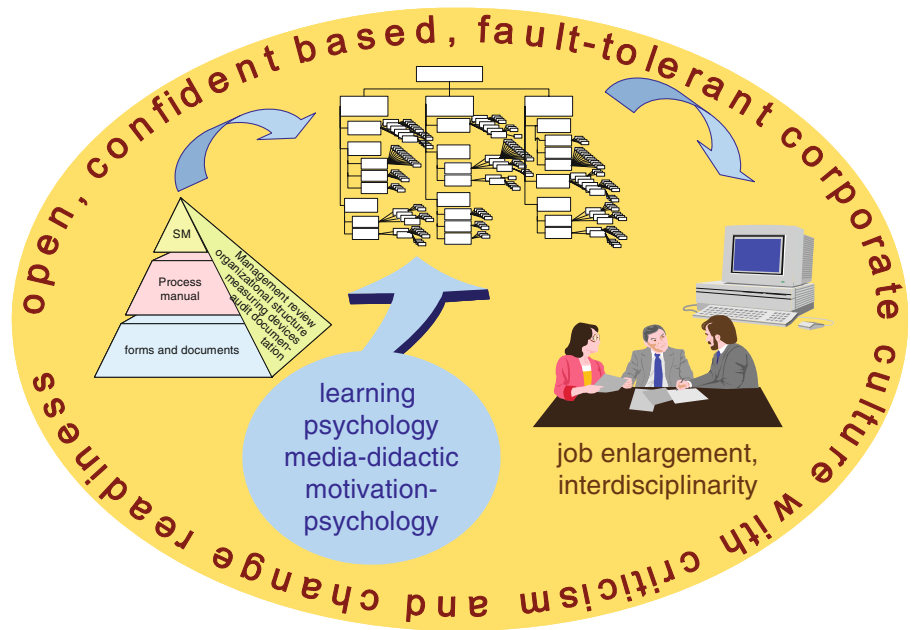 open, confident based, fault-tolerant corporate culture with criticism and change readiness
SM
Process
manual
forms and documents
Management review
organizational structure
measuring devices
audit documen-
tation
learning
psychology
media-didactic
motivation-
psychology
job enlargement,
interdisciplinarity